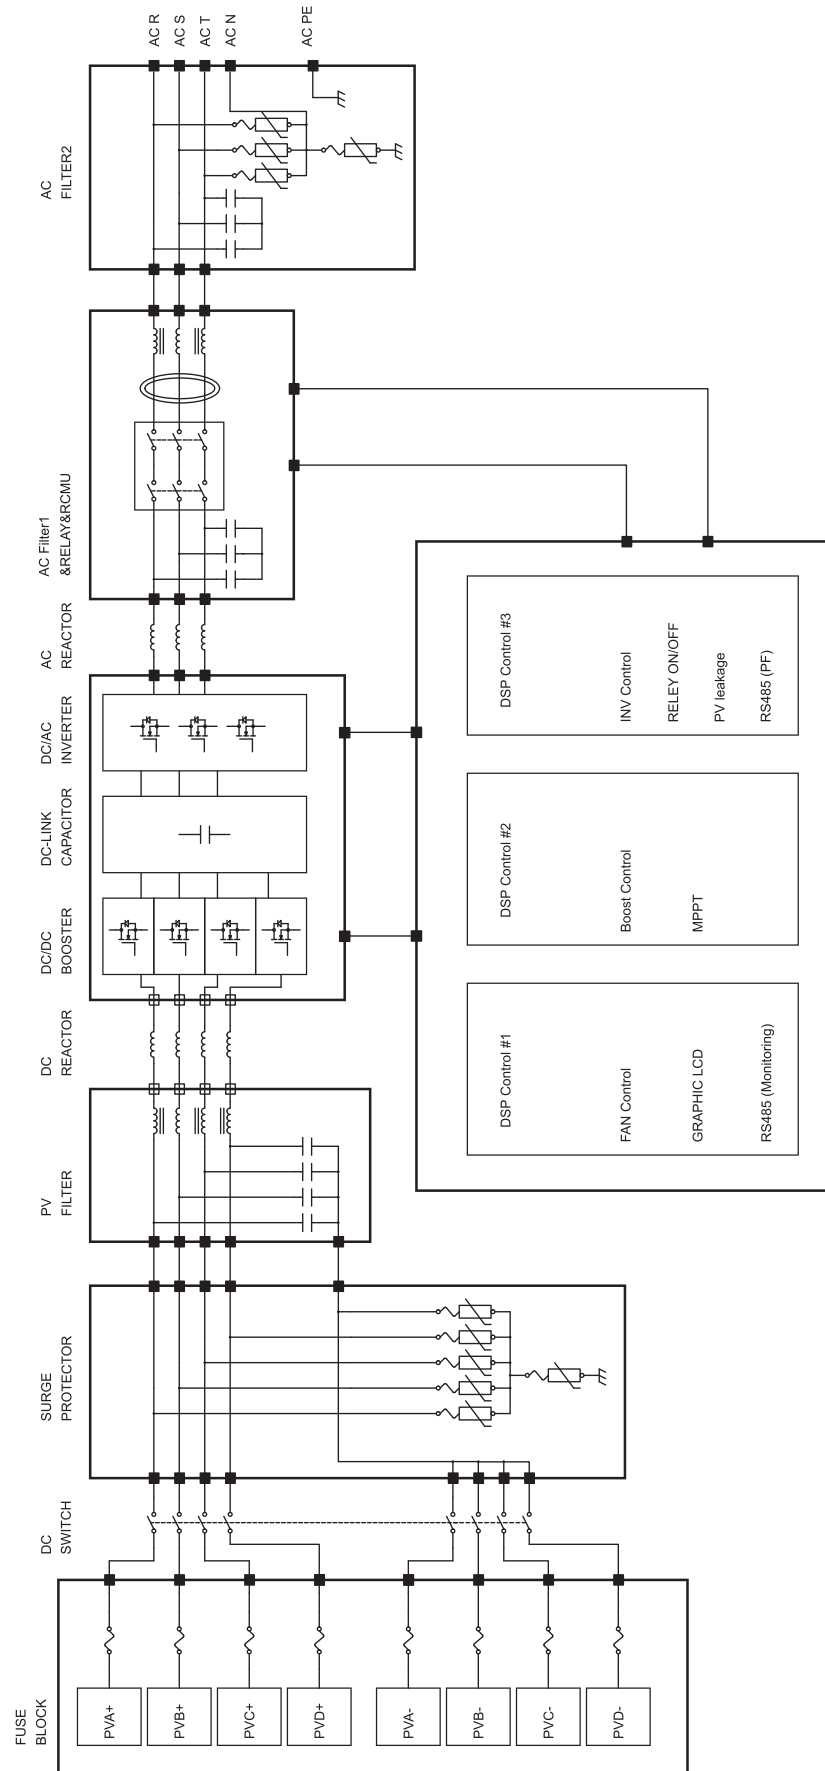 FUSE
BLOCK
DC
SWITCH
SURGE
PROTECTOR
PV
FILTER
DC
REACTOR
DC/DC
BOOSTER
DC-LINK
CAPACITOR
DC/AC
INVERTER
AC
REACTOR
AC Filter1
&RELAY&RCMU
AC
FILTER2
AC R
AC S
AC T
AC N
AC PE
PVA+
PVB+
PVC+
PVD+
PVA-
PVB-
PVC-
PVD-
DSP Control #1
FAN Control
GRAPHIC LCD
RS485 (Monitoring)
DSP Control #2
Boost Control
MPPT
DSP Control #3
INV Control
RELEY ON/OFF
PV leakage
RS485 (PF)